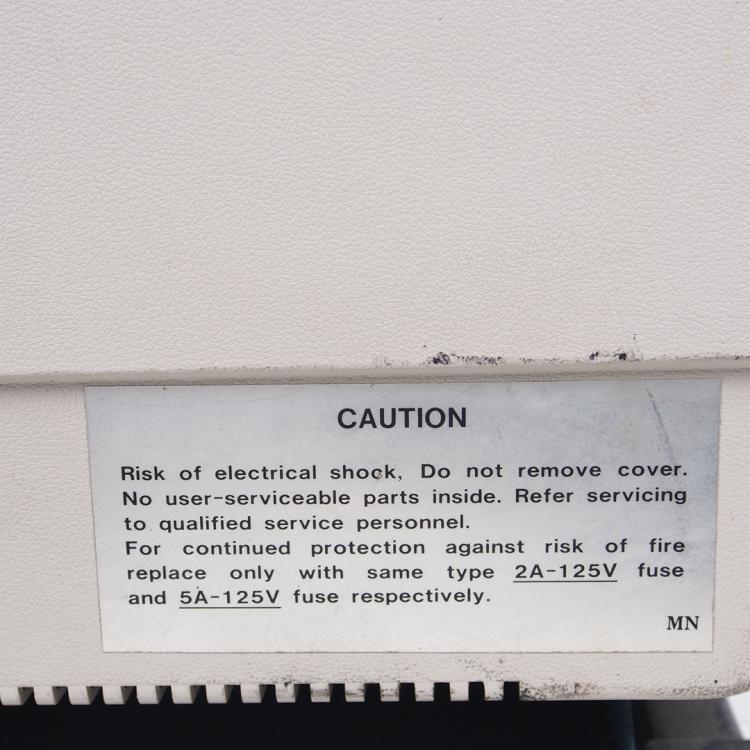 CAUTION
Risk of electrical shock, Do not remove cover.
No user-serviceable parts inside. Refer servicing
to qualified service personnel.
For continued protection against risk of fire
replace only with same type 2A-125V fuse
and 5A-125V fuse respectively.
MN